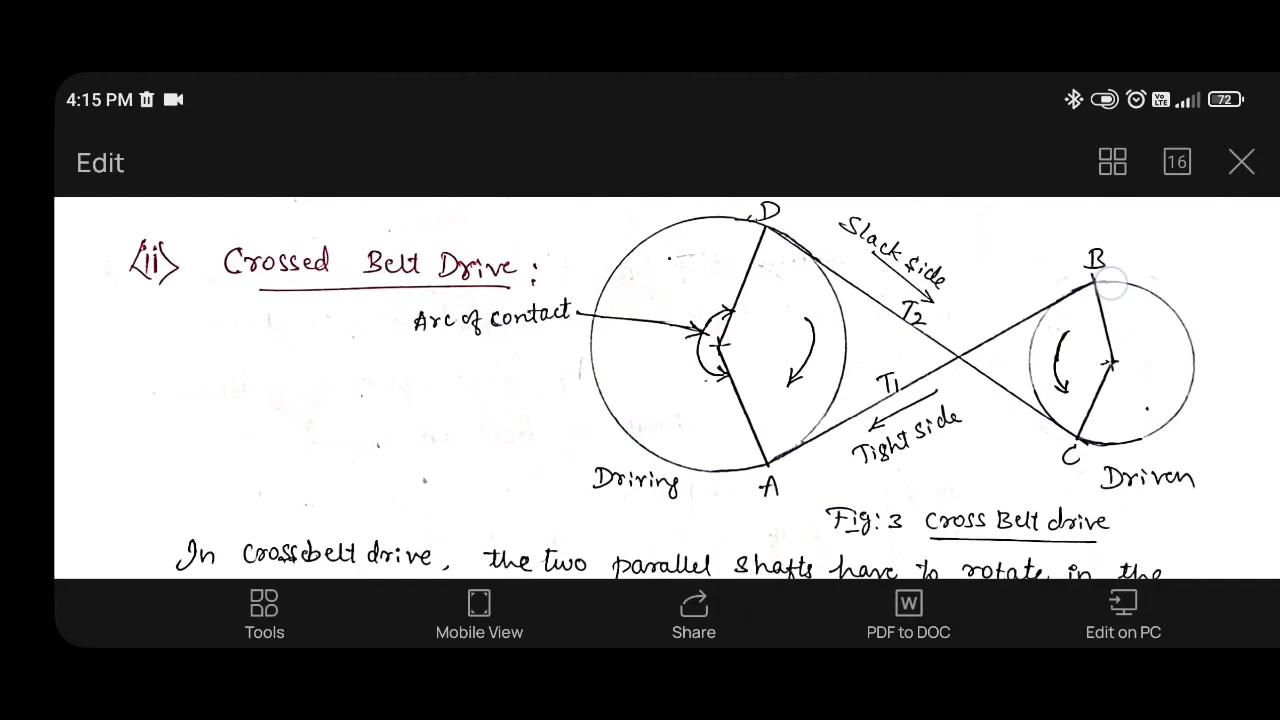 4:15 PM
72
Edit
16
D
Slack side
B
<ii> Crossed Belt Drive :
Arc of contact
T2
T1
Tight side
C
Driving
A
Driven
Fig: 3 Cross Belt drive
In crossbelt drive, the two parallel shafts have to rotate in the
Tools
Mobile View
Share
PDF to DOC
Edit on PC